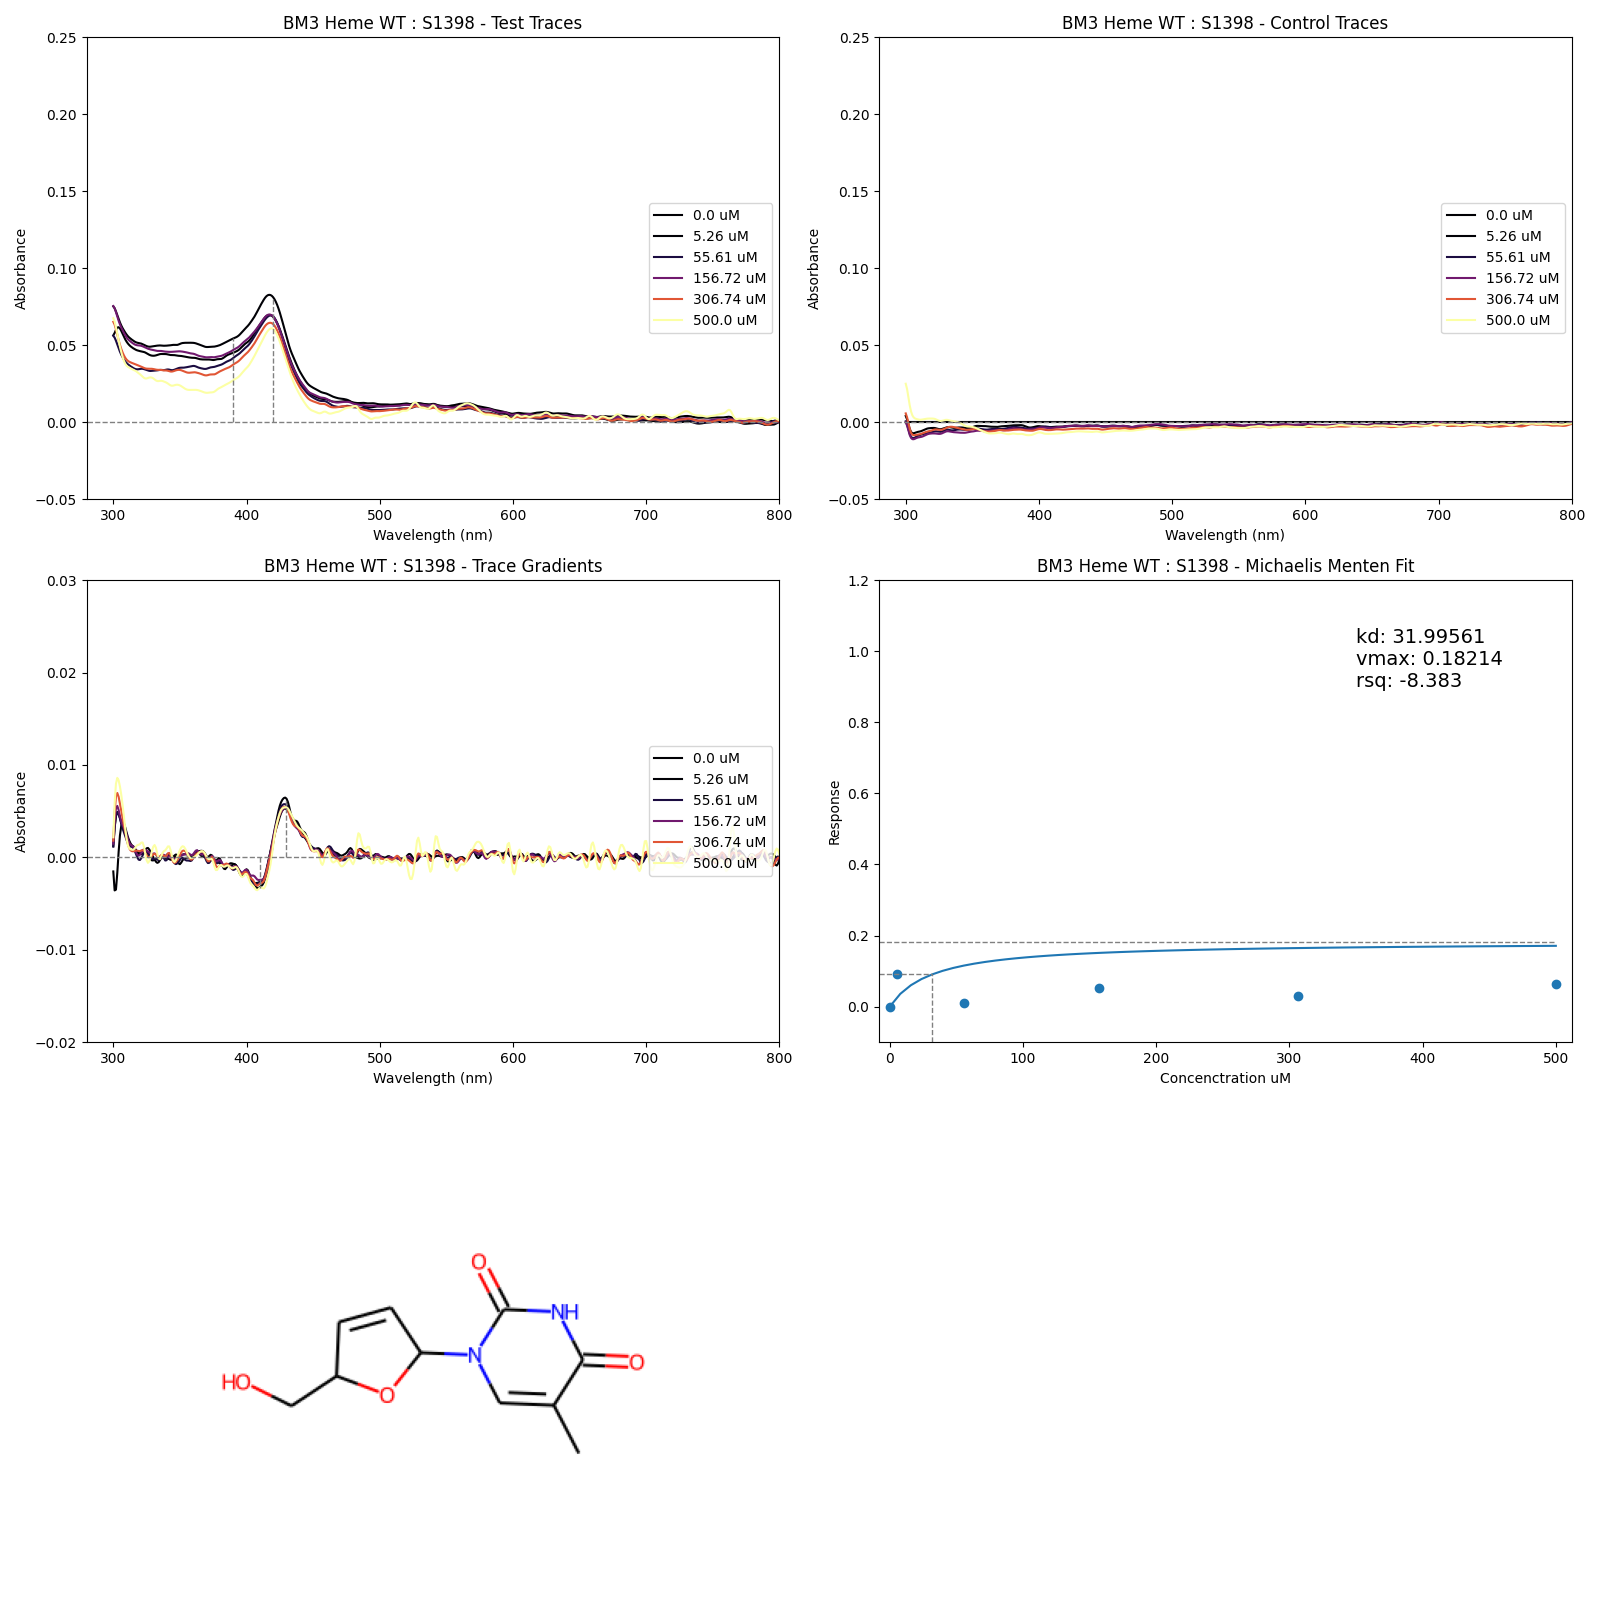 BM3 Heme WT : S1398 - Test Traces
0.25
0.20
0.15
0.10
0.05
0.00
−0.05
Absorbance
300
400
500
600
700
800
Wavelength (nm)
0.0 uM
5.26 uM
55.61 uM
156.72 uM
306.74 uM
500.0 uM
BM3 Heme WT : S1398 - Control Traces
0.25
0.20
0.15
0.10
0.05
0.00
−0.05
Absorbance
300
400
500
600
700
800
Wavelength (nm)
0.0 uM
5.26 uM
55.61 uM
156.72 uM
306.74 uM
500.0 uM
BM3 Heme WT : S1398 - Trace Gradients
0.03
0.02
0.01
0.00
−0.01
−0.02
Absorbance
300
400
500
600
700
800
Wavelength (nm)
0.0 uM
5.26 uM
55.61 uM
156.72 uM
306.74 uM
500.0 uM
BM3 Heme WT : S1398 - Michaelis Menten Fit
1.2
1.0
0.8
0.6
0.4
0.2
0.0
Response
0
100
200
300
400
500
Concenctration uM
kd: 31.99561
vmax: 0.18214
rsq: -8.383
O
NH
N
O
HO
O